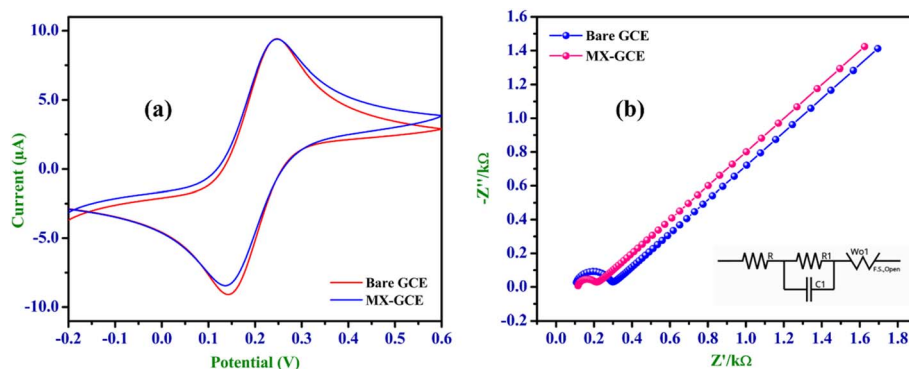 10.0
5.0
0.0
-5.0
-10.0
Current (µA)
(a)
Bare GCE
MX-GCE
-0.2 -0.1 0.0 0.1 0.2 0.3 0.4 0.5 0.6
Potential (V)
1.6
1.4
1.2
1.0
0.8
0.6
0.4
0.2
0.0
-0.2
-Z''/kΩ
Bare GCE
MX-GCE
(b)
R
R1
C1
Wo1
F.S.,Open
0.0 0.2 0.4 0.6 0.8 1.0 1.2 1.4 1.6 1.8
Z'/kΩ